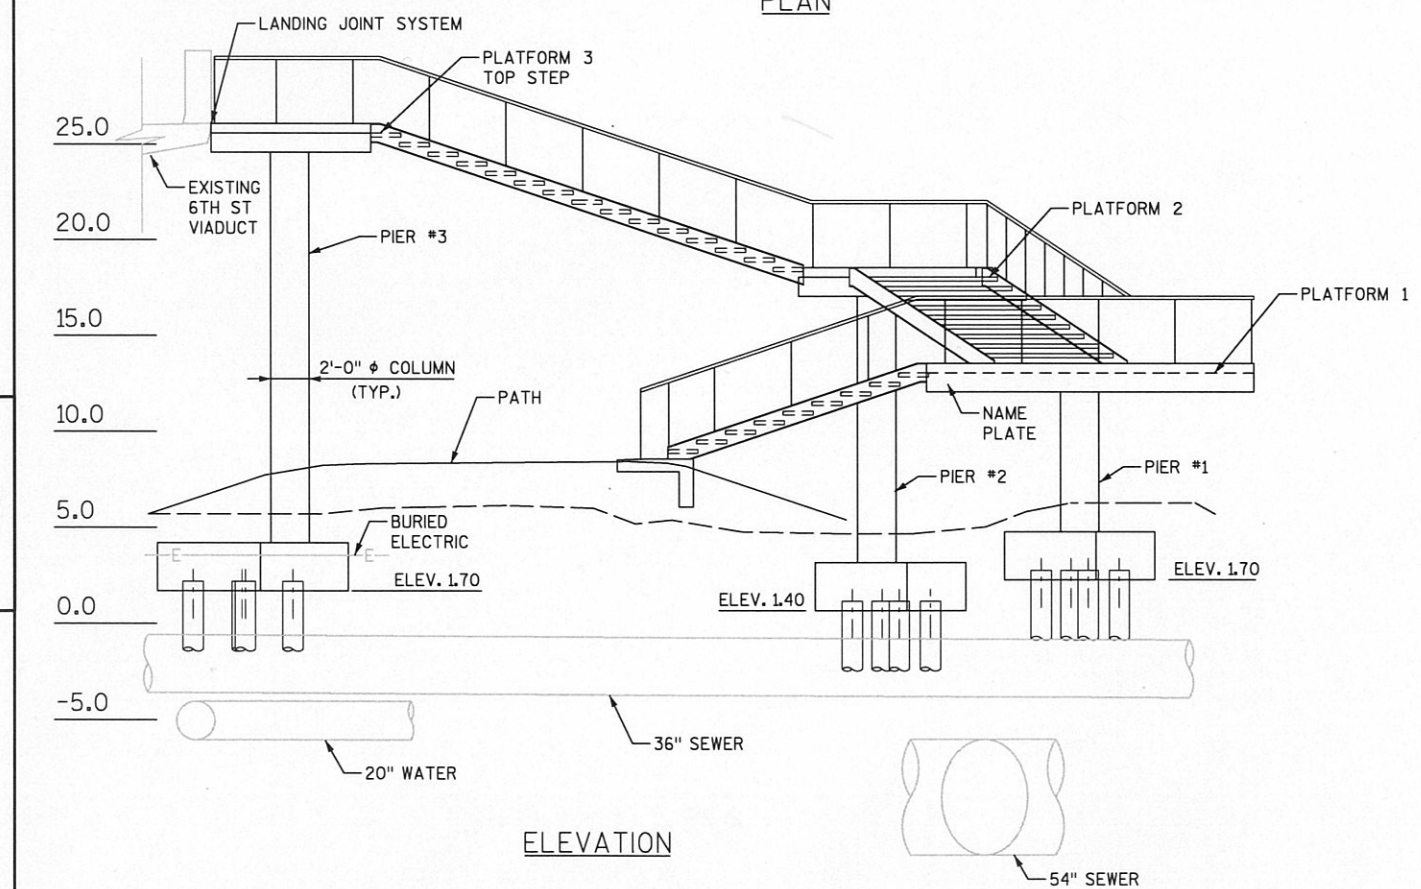 PLAN
LANDING JOINT SYSTEM
PLATFORM 3
TOP STEP
25.0
EXISTING
6TH ST
VIADUCT
20.0
PIER #3
PLATFORM 2
PLATFORM 1
15.0
2'-0" ϕ COLUMN
(TYP.)
PATH
10.0
NAME
PLATE
PIER #2
PIER #1
5.0
BURIED
ELECTRIC
E
E
ELEV. 1.70
ELEV. 1.70
ELEV. 1.40
0.0
-5.0
36" SEWER
20" WATER
ELEVATION
54" SEWER